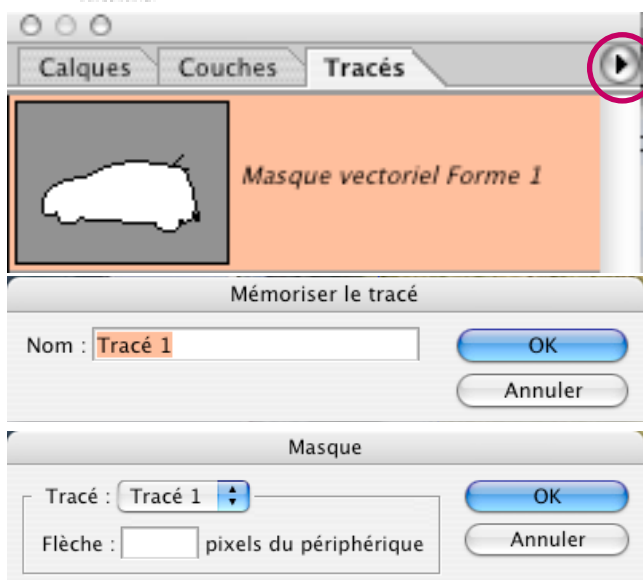 Calques Couches Tracés
Masque vectoriel Forme 1
Mémoriser le tracé
Nom : Tracé 1 OK
Annuler
Masque
Tracé : Tracé 1 OK
Flèche : pixels du périphérique Annuler